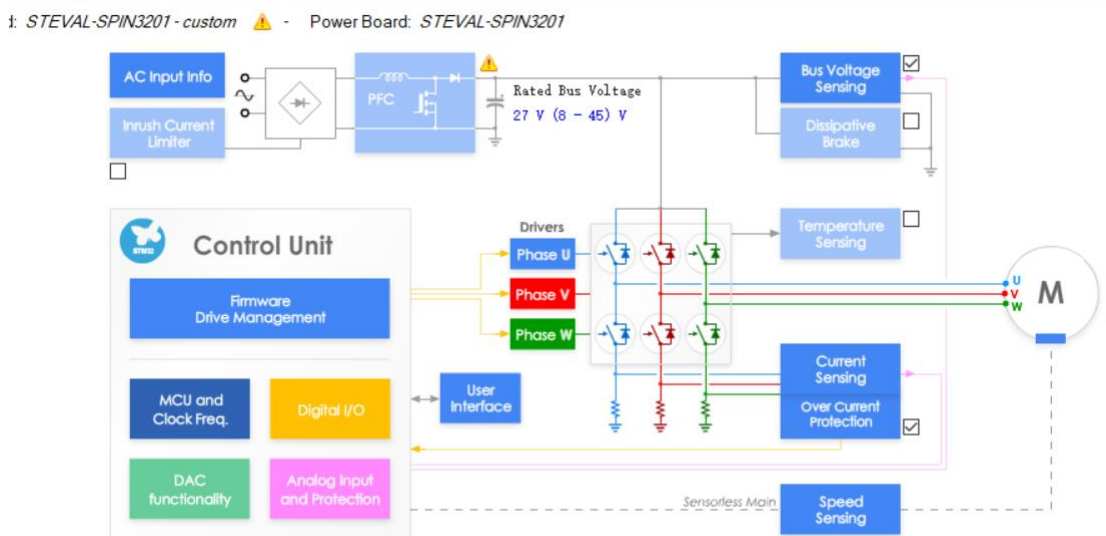 : STEVAL-SPIN3201 - custom - Power Board: STEVAL-SPIN3201
AC Input Info
Inrush Current
Limiter
PFC
Rated Bus Voltage
27 V (8 - 45) V
Bus Voltage
Sensing
Dissipative
Brake
STM32
Control Unit
Firmware
Drive Management
MCU and
Clock Freq.
Digital I/O
DAC
functionality
Analog Input
and Protection
User
Interface
Drivers
Phase U
Phase V
Phase W
Temperature
Sensing
U
V
W
M
Current
Sensing
Over Current
Protection
Sensorless Main
Speed
Sensing